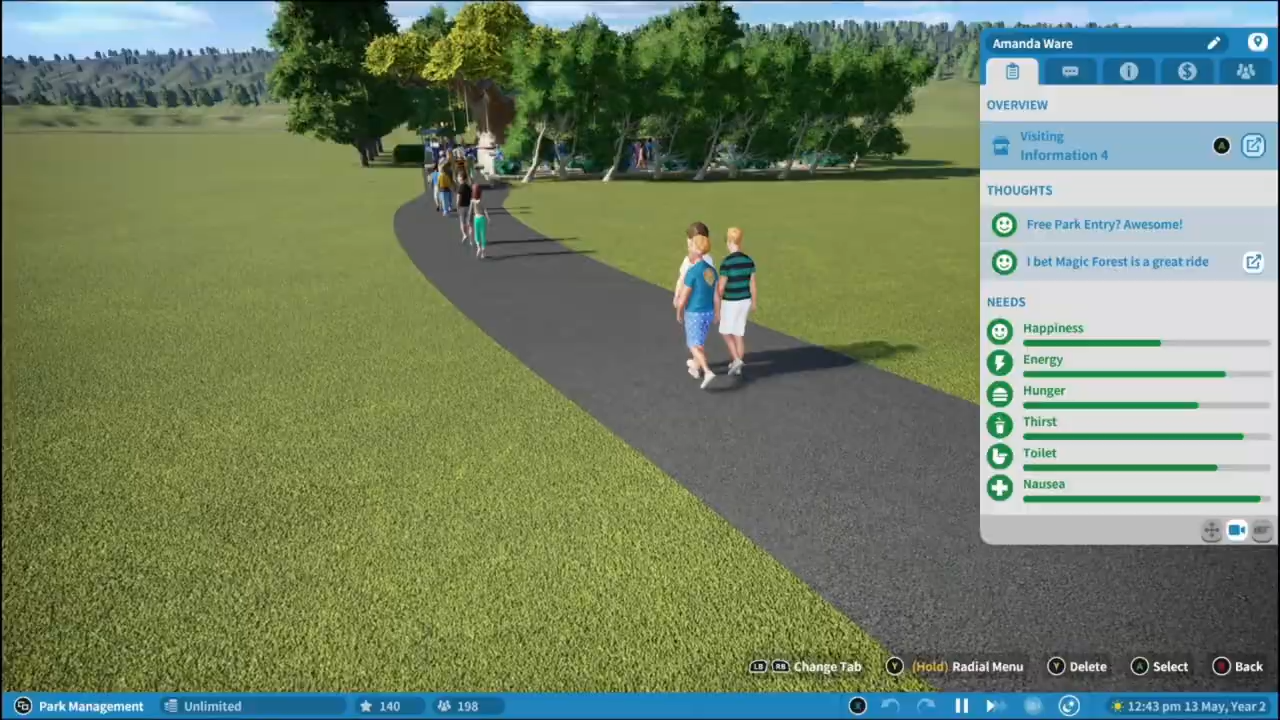 Amanda Ware
OVERVIEW
Visiting
Information 4
A
THOUGHTS
Free Park Entry? Awesome!
I bet Magic Forest is a great ride
NEEDS
Happiness
Energy
Hunger
Thirst
Toilet
Nausea
LB RB Change Tab
Y (Hold) Radial Menu
Y Delete
A Select
B Back
Park Management
Unlimited
140
198
X
12:43 pm 13 May, Year 2